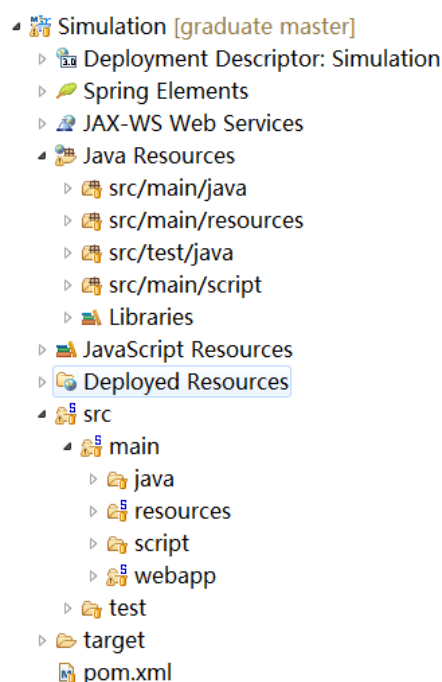 Simulation [graduate master]
Deployment Descriptor: Simulation
Spring Elements
JAX-WS Web Services
Java Resources
src/main/java
src/main/resources
src/test/java
src/main/script
Libraries
JavaScript Resources
Deployed Resources
src
main
java
resources
script
webapp
test
target
pom.xml